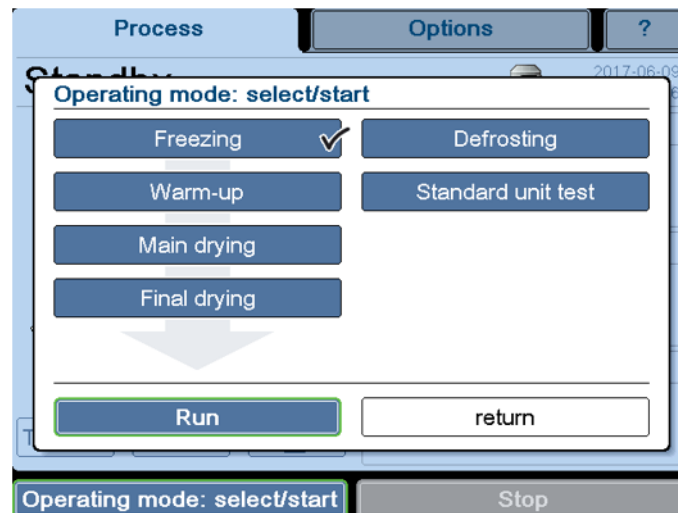 Process
Options
?
Standby
2017-06-09
Operating mode: select/start
Freezing
Defrosting
Warm-up
Standard unit test
Main drying
Final drying
Run
return
Operating mode: select/start
Stop